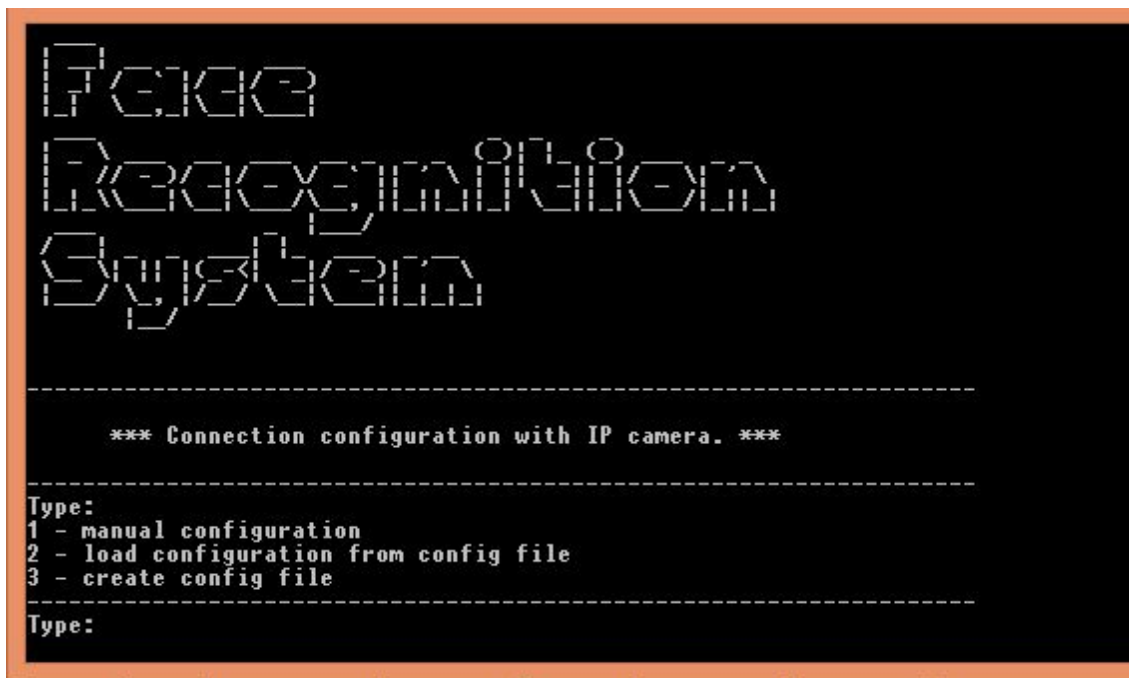 Face
Recognition
System
*** Connection configuration with IP camera. ***
Type:
1 - manual configuration
2 - load configuration from config file
3 - create config file
Type: